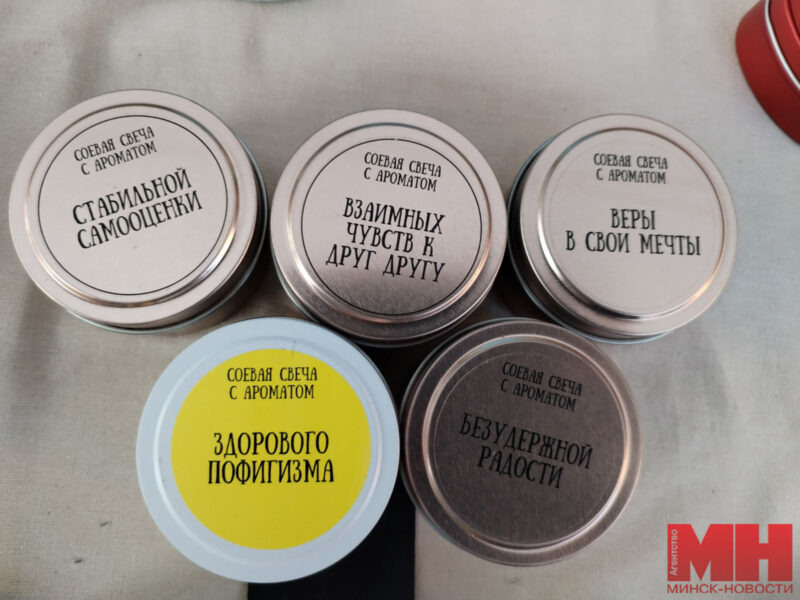 СОЕВАЯ СВЕЧА
С АРОМАТОМ
СТАБИЛЬНОЙ
САМООЦЕНКИ
СОЕВАЯ СВЕЧА
С АРОМАТОМ
ВЗАИМНЫХ
ЧУВСТВ К
ДРУГ ДРУГУ
СОЕВАЯ СВЕЧА
С АРОМАТОМ
ВЕРЫ
В СВОИ МЕЧТЫ
СОЕВАЯ СВЕЧА
С АРОМАТОМ
ЗДОРОВОГО
ПОФИГИЗМА
СОЕВАЯ СВЕЧА
С АРОМАТОМ
БЕЗУДЕРЖНОЙ
РАДОСТИ
Агентство
МН
МИНСК-НОВОСТИ